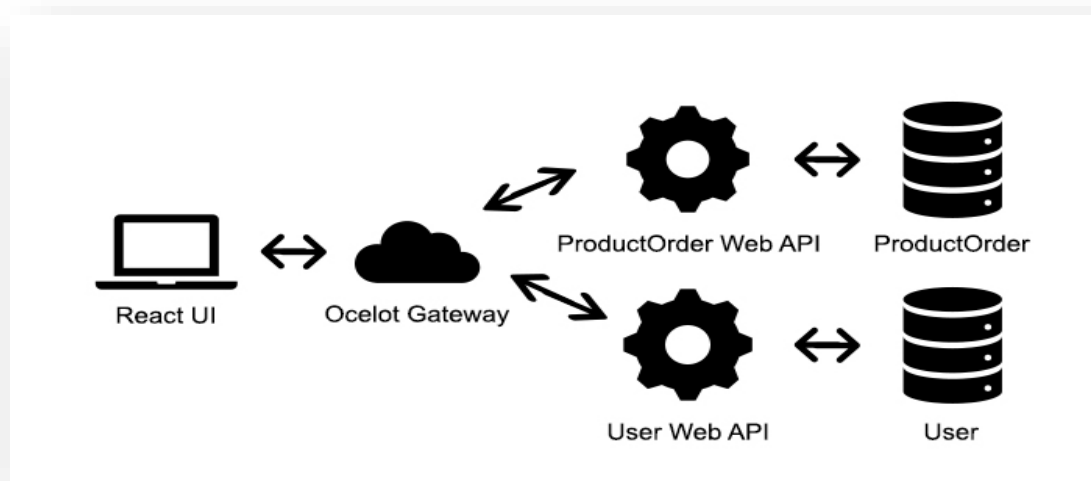 ProductOrder Web API
ProductOrder
React UI
Ocelot Gateway
User Web API
User